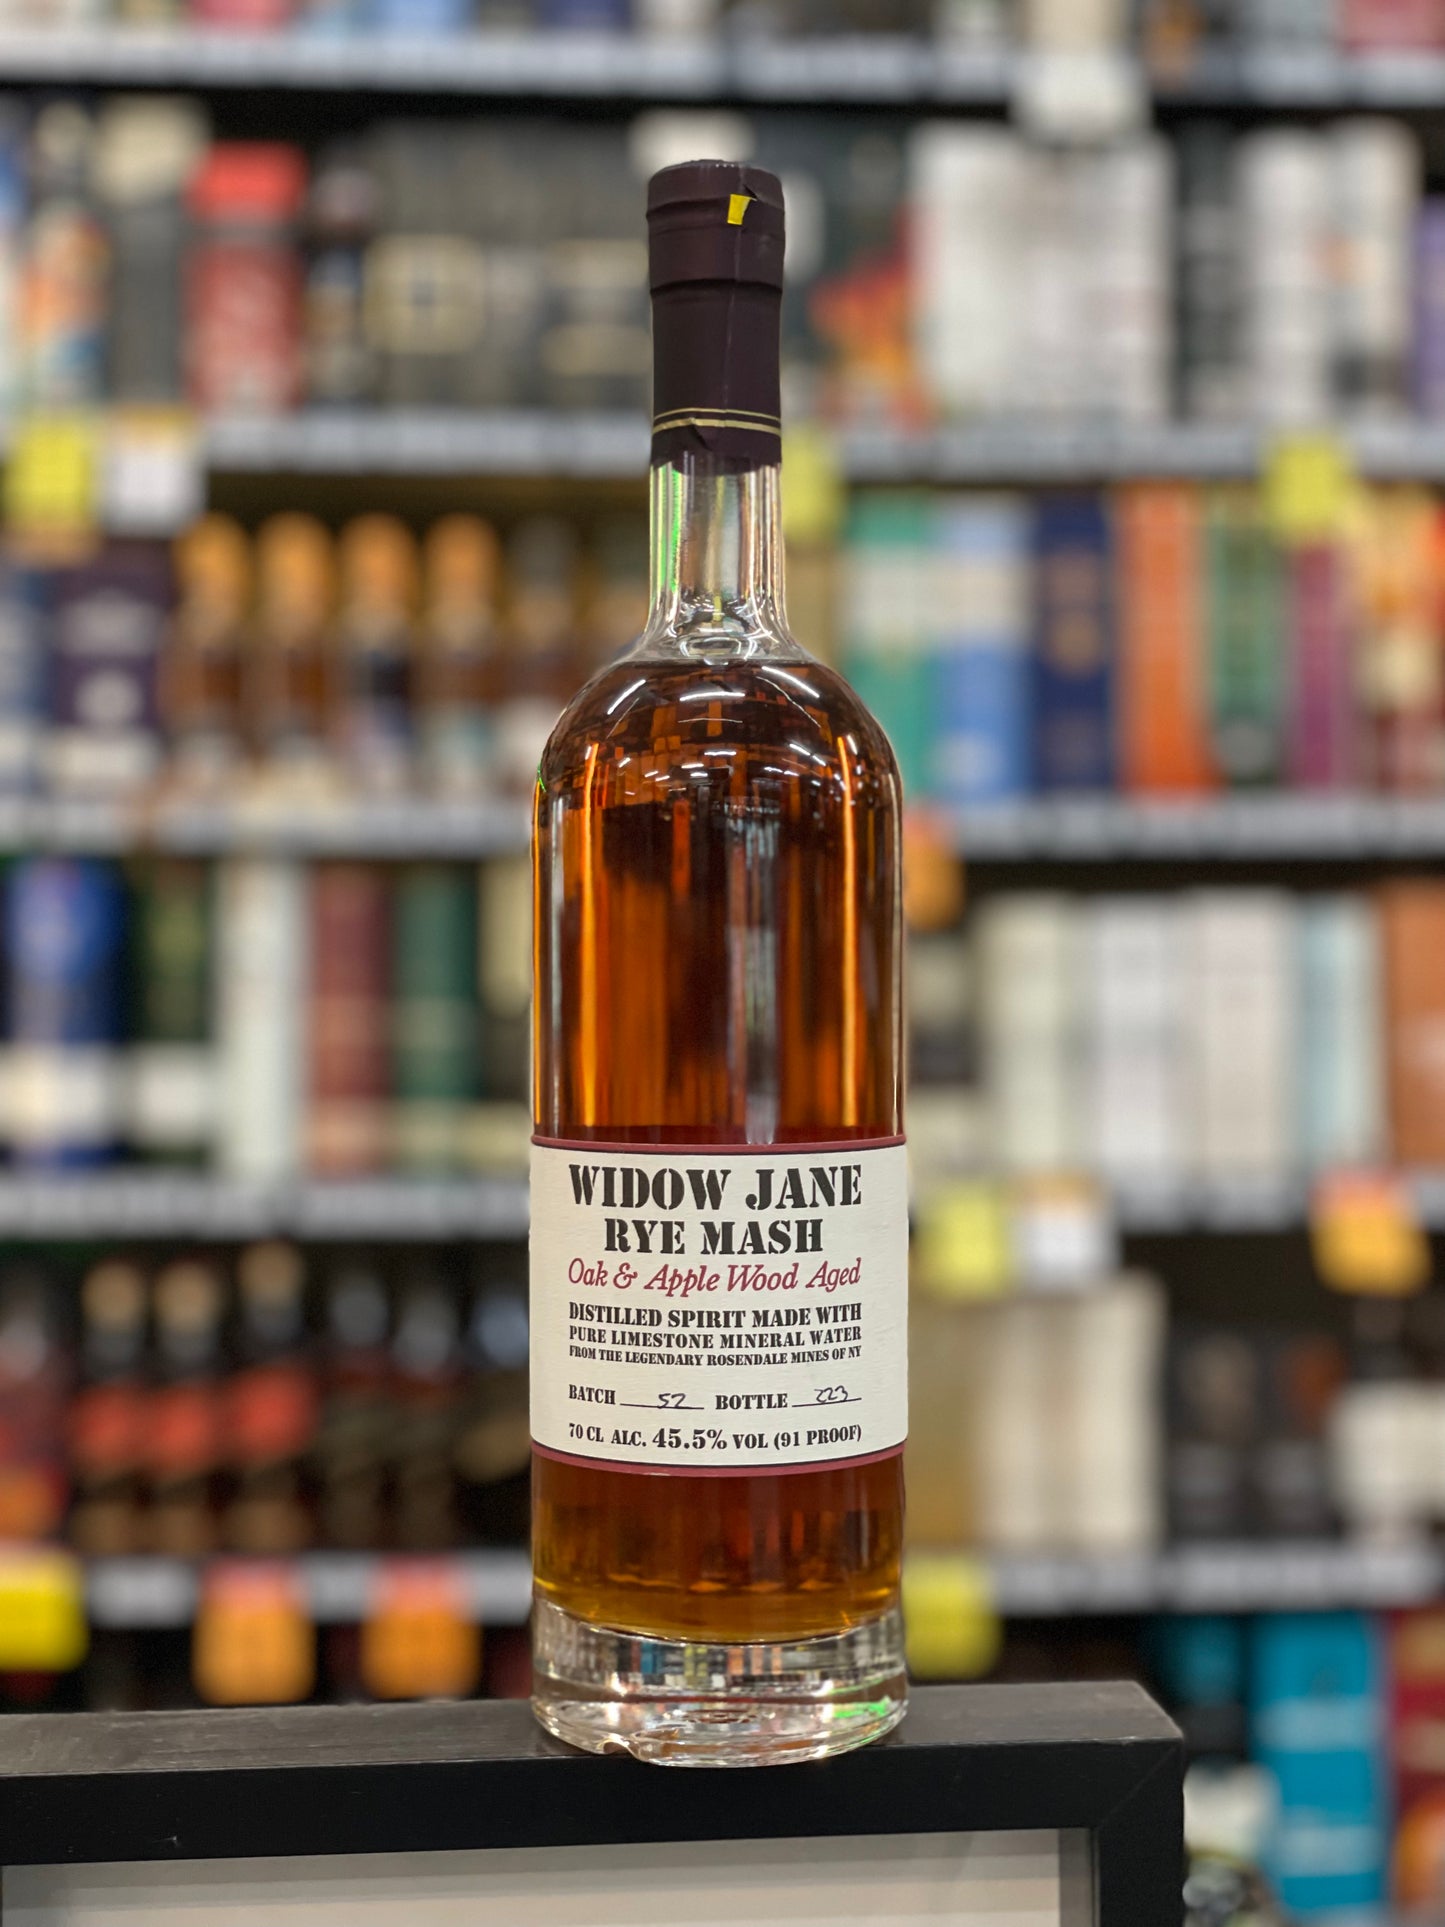 WIDOW JANE
RYE MASH
Oak & Apple Wood Aged
DISTILLED SPIRIT MADE WITH
PURE LIMESTONE MINERAL WATER
FROM THE LEGENDARY ROSENDALE MINES OF NY
BATCH 52 BOTTLE 223
70 CL ALC. 45.5% VOL (91 PROOF)